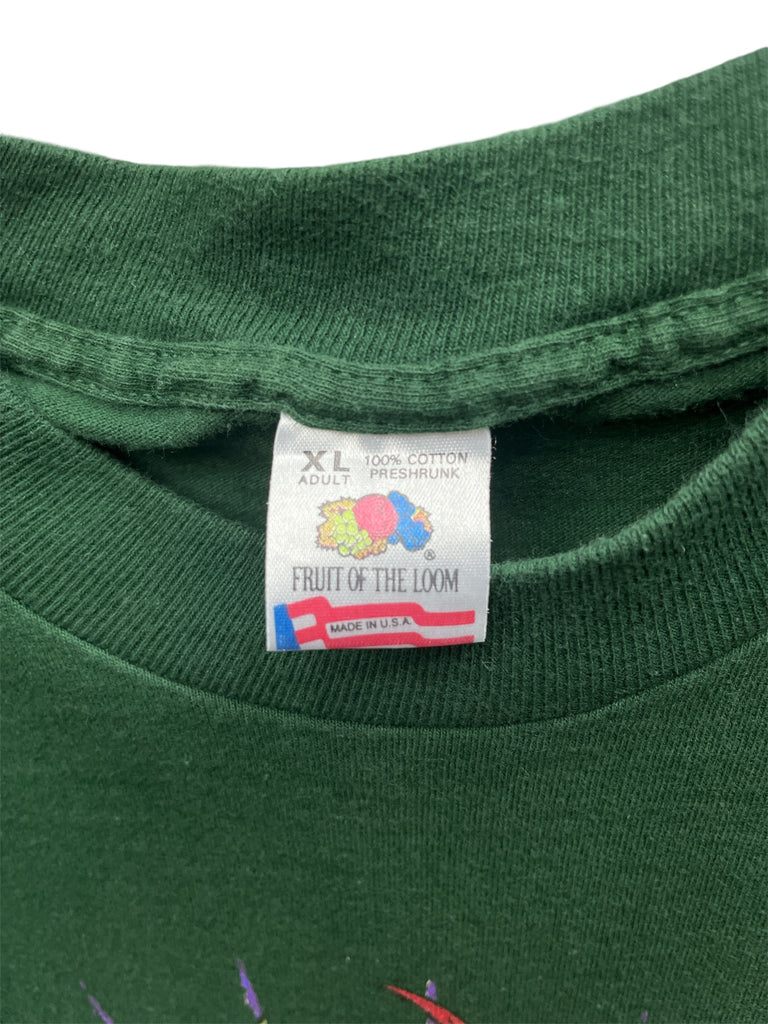 XL 100% COTTON
ADULT PRESHRUNK
®
FRUIT OF THE LOOM
MADE IN U.S.A.